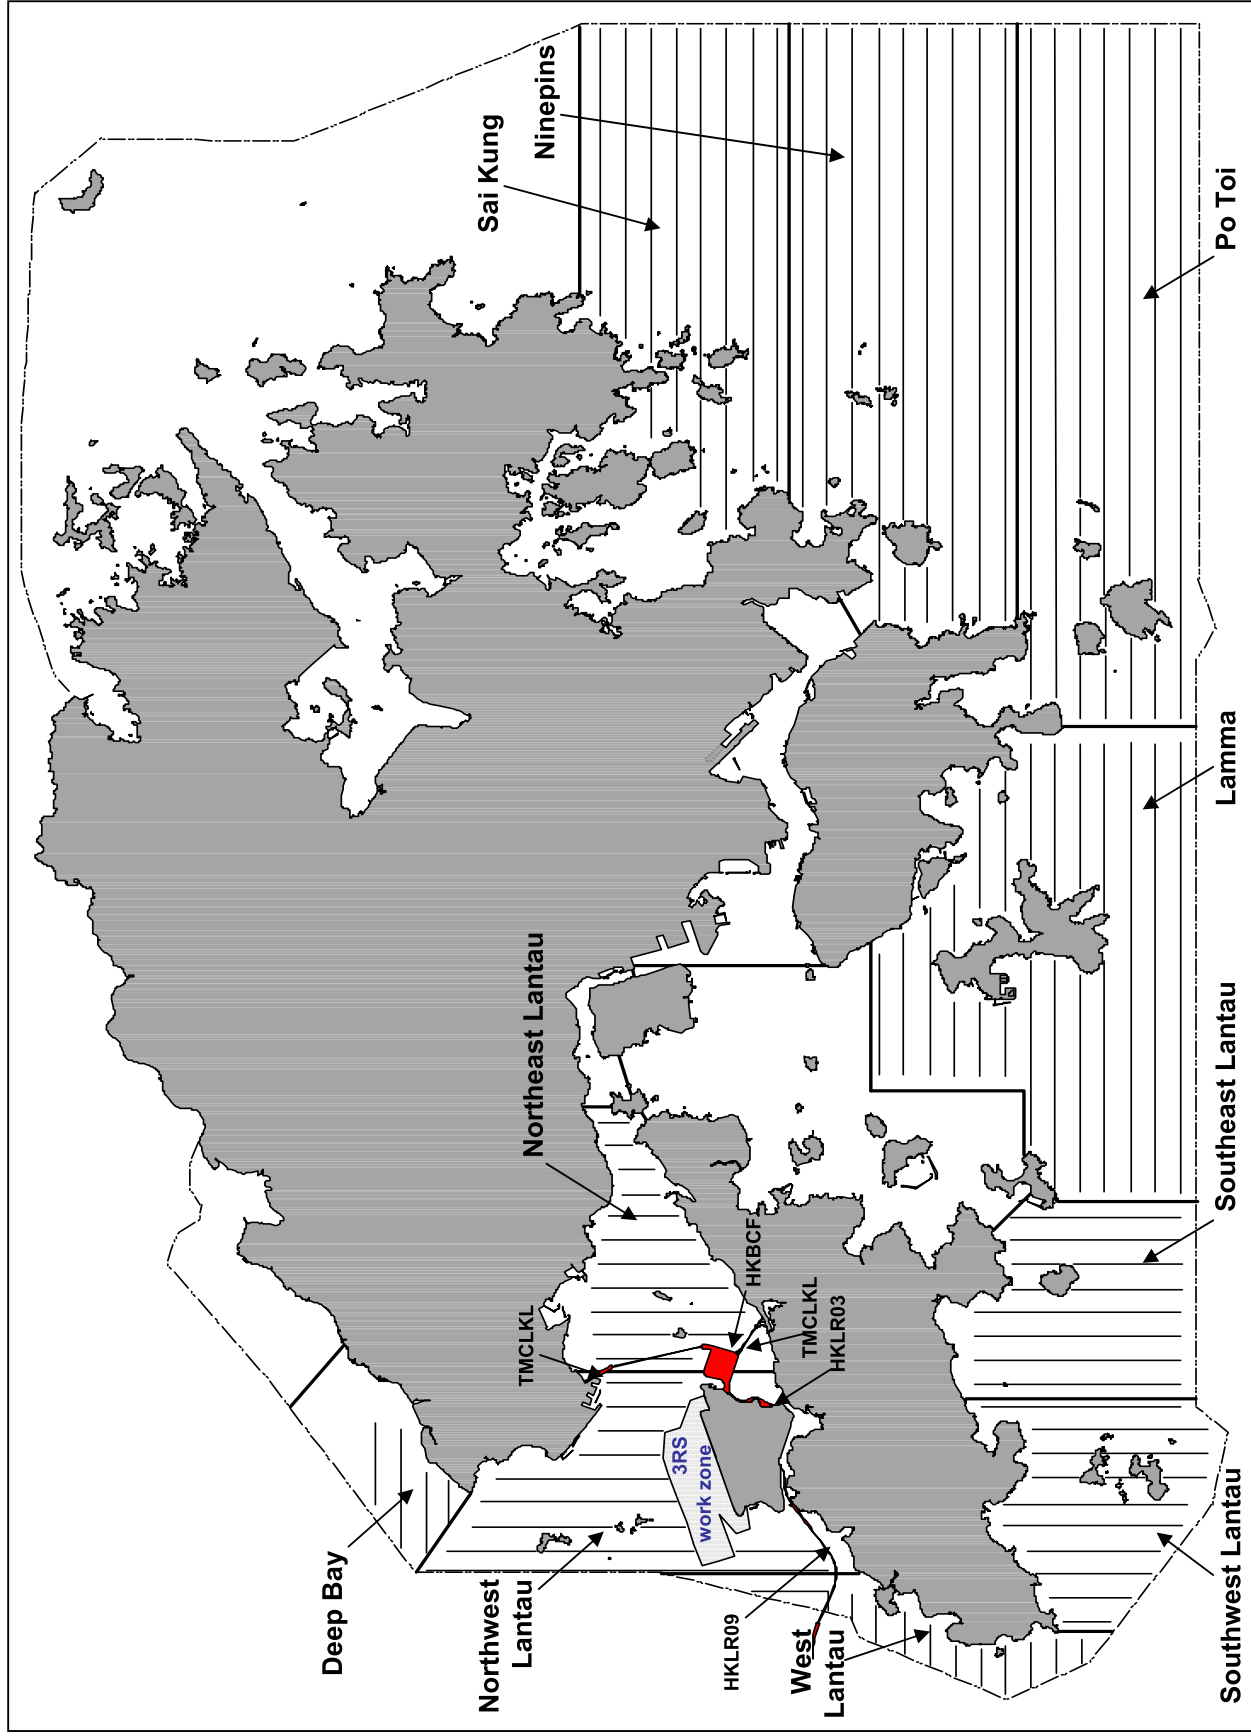 Deep Bay
Northwest
Lantau
HKLR09
West
Lantau
TMCLKL
3RS
work zone
Northeast Lantau
HKBCF
TMCLKL
HKLR03
Sai Kung
Ninepins
Southwest Lantau
Southeast Lantau
Lamma
Po Toi